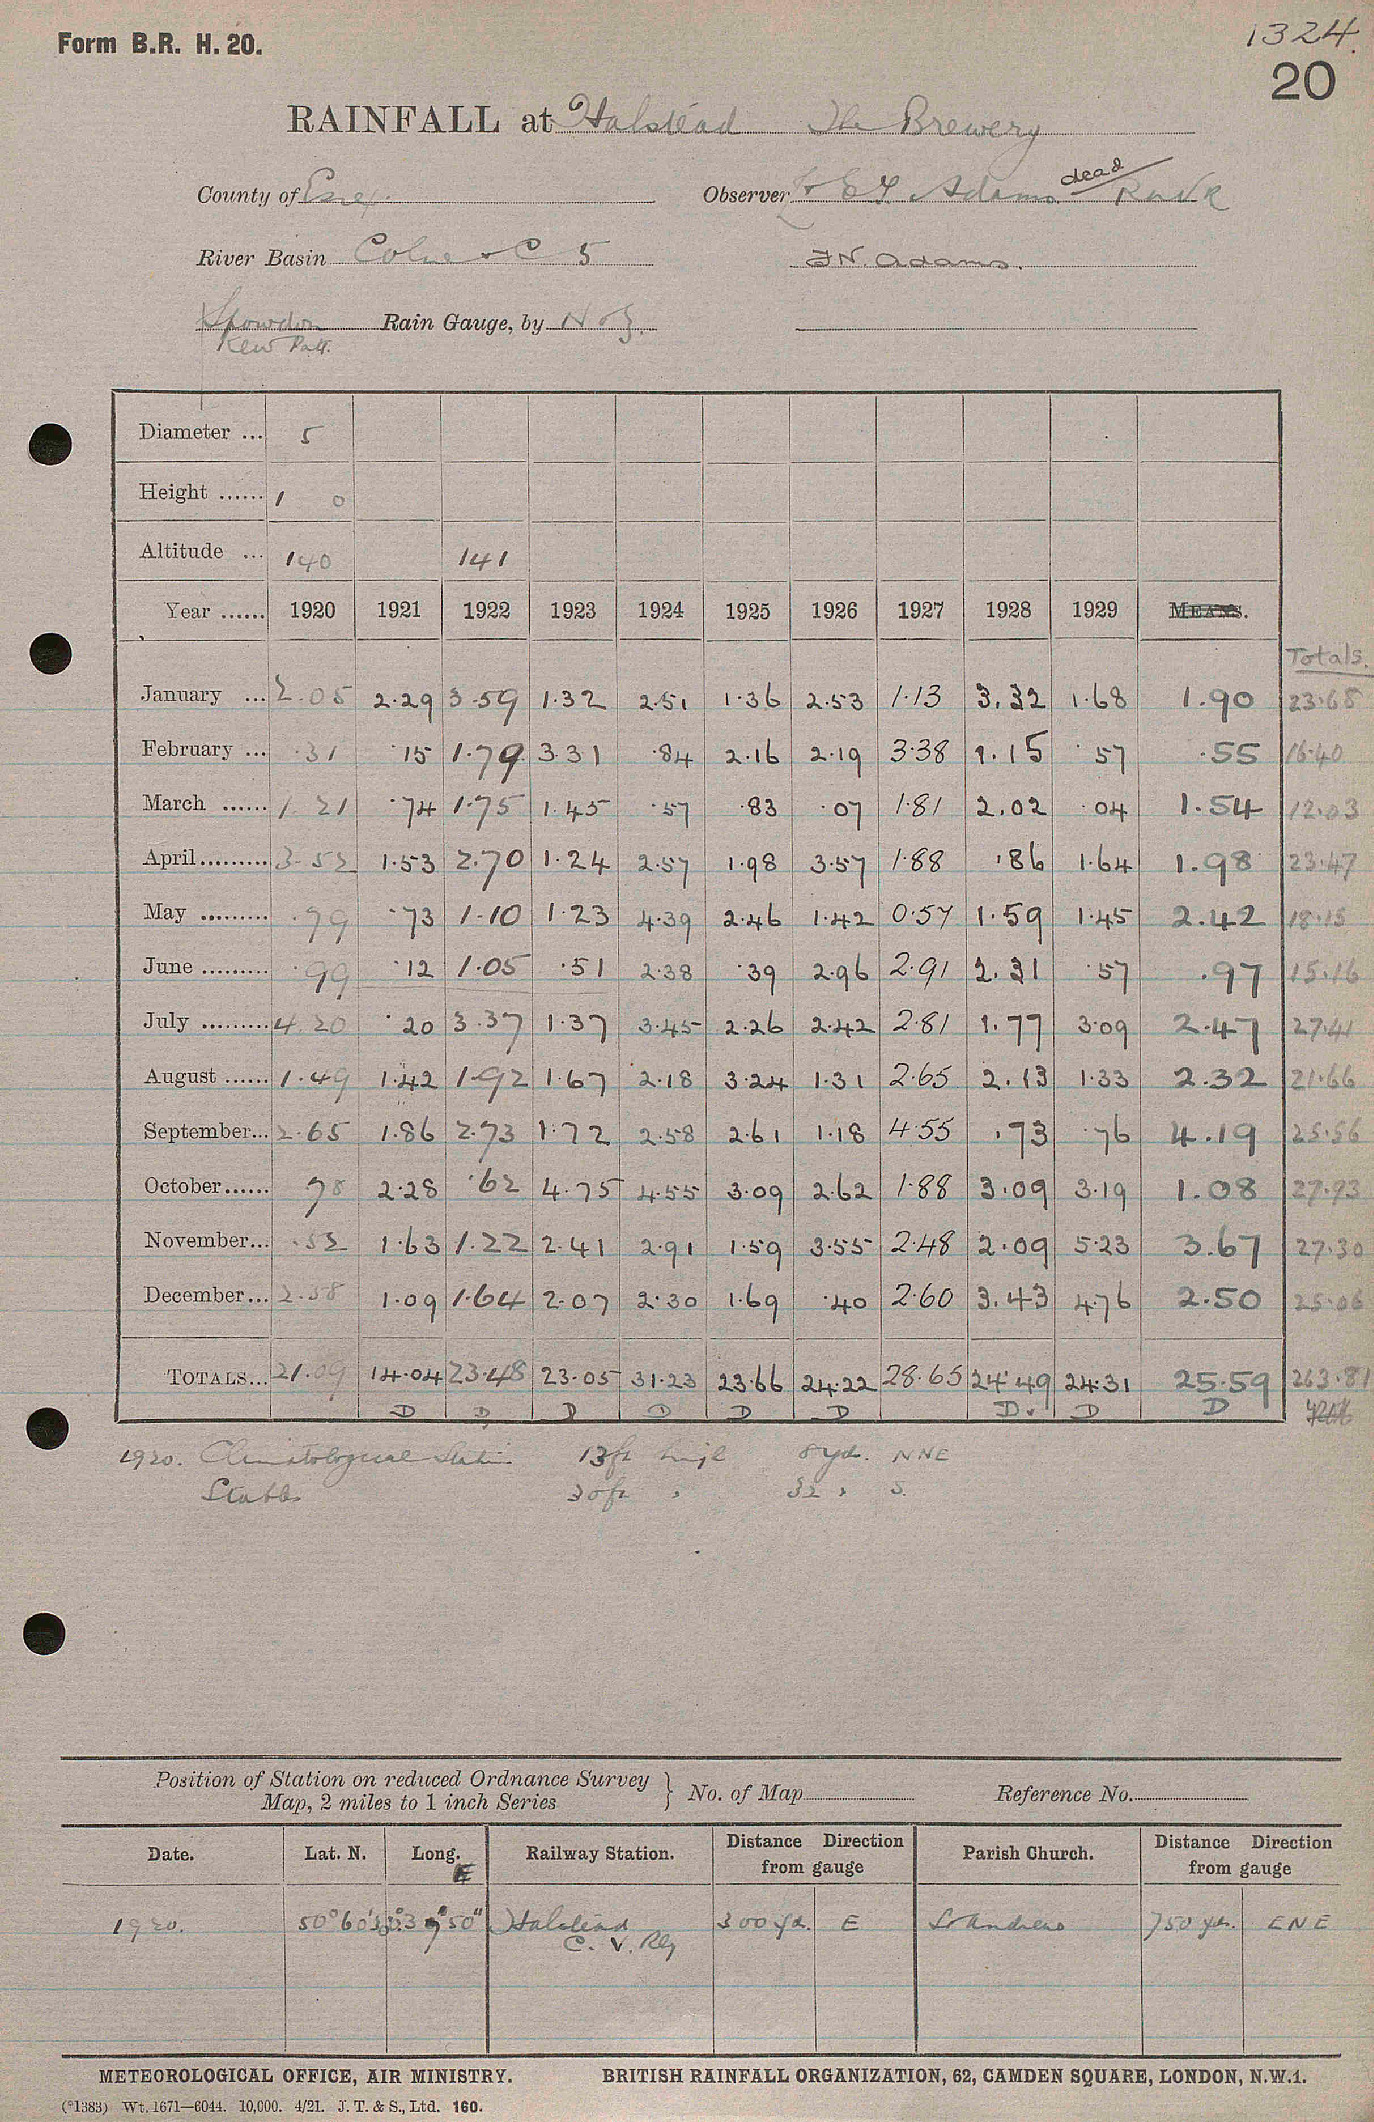 Form B.R. H. 20.
1324.
20
RAINFALL at Halstead The Brewery
County of Essex. Observer E Adams dead
River Basin Colne & C 5 J N. Adams.
Snowdon Rain Gauge, by N & Z.
Kew Patt.
Diameter ... 5
Height ...... 1 0
Altitude ... 140 141
Year ...... 1920 1921 1922 1923 1924 1925 1926 1927 1928 1929 MEANS.
Totals.
January ... 2.05 2.29 3.59 1.32 2.51 1.36 2.53 1.13 3.32 1.68 1.90 23.68
February ... .31 .15 1.79 3.31 .84 2.16 2.19 3.38 1.15 .57 .55 16.40
March ...... 1.21 .74 1.75 1.45 .57 .83 .07 1.81 2.02 .04 1.54 12.03
April......... 3.52 1.53 2.70 1.24 2.57 1.98 3.57 1.88 .86 1.64 1.98 23.47
May ......... .79 .73 1.10 1.23 4.39 2.46 1.42 0.57 1.59 1.45 2.42 18.15
June ......... .99 .12 1.05 .51 2.38 .39 2.96 2.91 2.31 .57 .97 15.16
July ......... 4.20 .20 3.37 1.37 3.45 2.26 2.42 2.81 1.77 3.09 2.47 27.41
August ...... 1.49 1.42 1.92 1.67 2.18 3.24 1.31 2.65 2.13 1.33 2.32 21.66
September... 2.65 1.86 2.73 1.72 2.58 2.61 1.18 4.55 .73 .76 4.19 25.56
October...... .78 2.28 .62 4.75 4.55 3.09 2.62 1.88 3.09 3.19 1.08 27.93
November... .52 1.63 1.22 2.41 2.91 1.59 3.55 2.48 2.09 5.23 3.67 27.30
December... 2.58 1.09 1.64 2.07 2.30 1.69 .40 2.60 3.43 4.76 2.50 25.06
TOTALS... 21.09 14.04 23.48 23.05 31.23 23.66 24.22 28.65 24.49 24.31 25.59 263.81
D D D D D D D. D D
1920. Climatological Station 13ft high 8 yd. NNE
Stable 30ft " 32 " S.
Position of Station on reduced Ordnance Survey
Map, 2 miles to 1 inch Series } No. of Map Reference No.
Date. Lat. N. Long. E Railway Station. Distance Direction from gauge Parish Church. Distance Direction from gauge
1920. Halstead 300 yd. E St Andrews 750 yds. ENE
C. V. Rly
METEOROLOGICAL OFFICE, AIR MINISTRY. BRITISH RAINFALL ORGANIZATION, 62, CAMDEN SQUARE, LONDON, N.W.1.
(*1383) Wt. 1671—6044. 10,000. 4/21. J. T. & S., Ltd. 160.